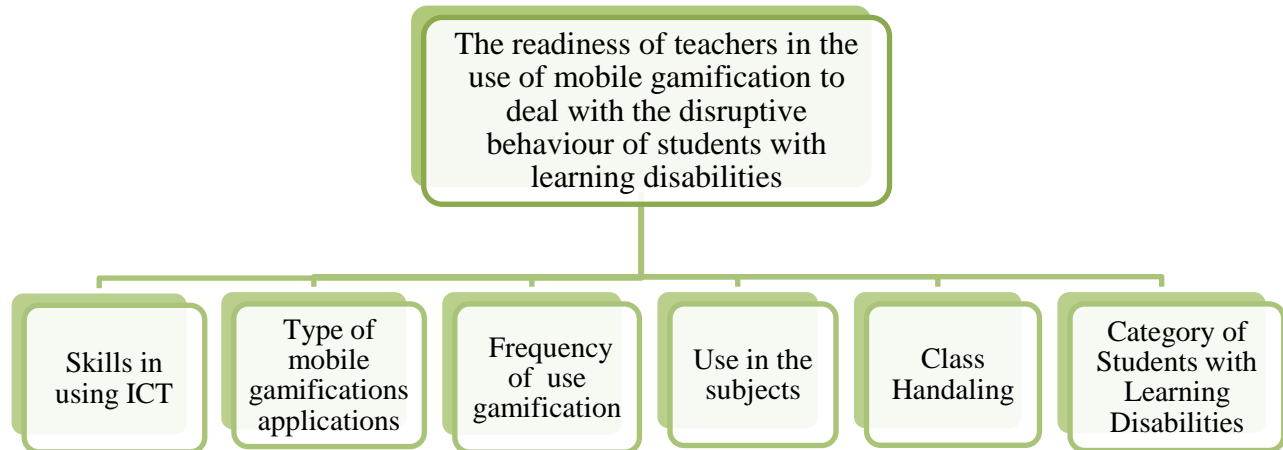 The readiness of teachers in the
use of mobile gamification to
deal with the disruptive
behaviour of students with
learning disabilities
Skills in
using ICT
Type of
mobile
gamifications
applications
Frequency
of use
gamification
Use in the
subjects
Class
Handaling
Category of
Students with
Learning
Disabilities